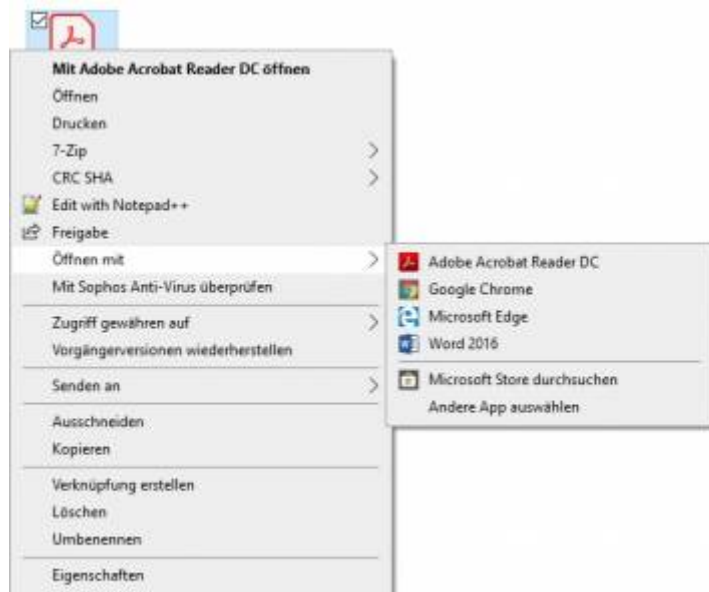 Mit Adobe Acrobat Reader DC öffnen
Öffnen
Drucken
7-Zip
CRC SHA
Edit with Notepad++
Freigabe
Öffnen mit
Mit Sophos Anti-Virus überprüfen
Zugriff gewähren auf
Vorgängerversionen wiederherstellen
Senden an
Ausschneiden
Kopieren
Verknüpfung erstellen
Löschen
Umbenennen
Eigenschaften
Adobe Acrobat Reader DC
Google Chrome
Microsoft Edge
Word 2016
Microsoft Store durchsuchen
Andere App auswählen